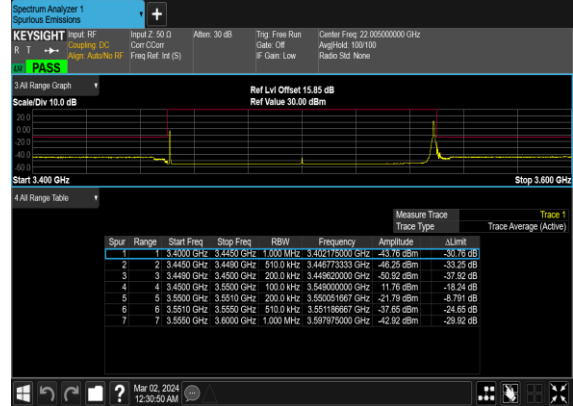 Spectrum Analyzer 1
Spurious Emissions
KEYSIGHT Input: RF Input Z: 50 Ω Atten: 30 dB Trig: Free Run Center Freq: 22.005000000 GHz
R T Coupling: DC Corr CCorr Gate: Off Avg|Hold: 100/100
Align: Auto/No RF Freq Ref: Int (S) IF Gain: Low Radio Std: None
PASS
3 All Range Graph
Ref Lvl Offset 15.85 dB
Scale/Div 10.0 dB Ref Value 30.00 dBm
20.0
0.00
-20.0
-40.0
-60.0
Start 3.400 GHz Stop 3.600 GHz
4 All Range Table
Measure Trace Trace 1
Trace Type Trace Average (Active)
Spur Range Start Freq Stop Freq RBW Frequency Amplitude ΔLimit
1 1 3.4000 GHz 3.4450 GHz 1.000 MHz 3.402175000 GHz -43.76 dBm -30.76 dB
2 2 3.4450 GHz 3.4490 GHz 510.0 kHz 3.446773333 GHz -46.25 dBm -33.25 dB
3 3 3.4490 GHz 3.4500 GHz 200.0 kHz 3.449620000 GHz -50.92 dBm -37.92 dB
4 4 3.4500 GHz 3.5500 GHz 100.0 kHz 3.549000000 GHz 11.76 dBm -18.24 dB
5 5 3.5500 GHz 3.5510 GHz 200.0 kHz 3.550051667 GHz -21.79 dBm -8.791 dB
6 6 3.5510 GHz 3.5550 GHz 510.0 kHz 3.551186667 GHz -37.65 dBm -24.65 dB
7 7 3.5550 GHz 3.6000 GHz 1.000 MHz 3.597975000 GHz -42.92 dBm -29.92 dB
Mar 02, 2024
12:30:50 AM